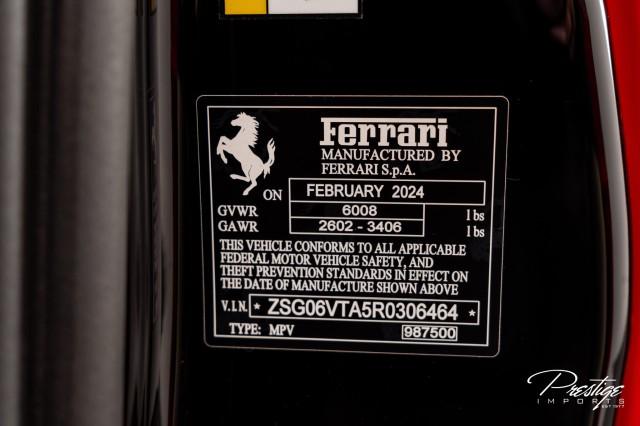 Ferrari
MANUFACTURED BY
FERRARI S.p.A.
ON FEBRUARY 2024
GVWR 6008 lbs
GAWR 2602 - 3406 lbs
THIS VEHICLE CONFORMS TO ALL APPLICABLE
FEDERAL MOTOR VEHICLE SAFETY, AND
THEFT PREVENTION STANDARDS IN EFFECT ON
THE DATE OF MANUFACTURE SHOWN ABOVE
V.I.N. * ZSG06VTA5R0306464 *
TYPE: MPV 987500
Prestige
IMPORTS
EST 1977